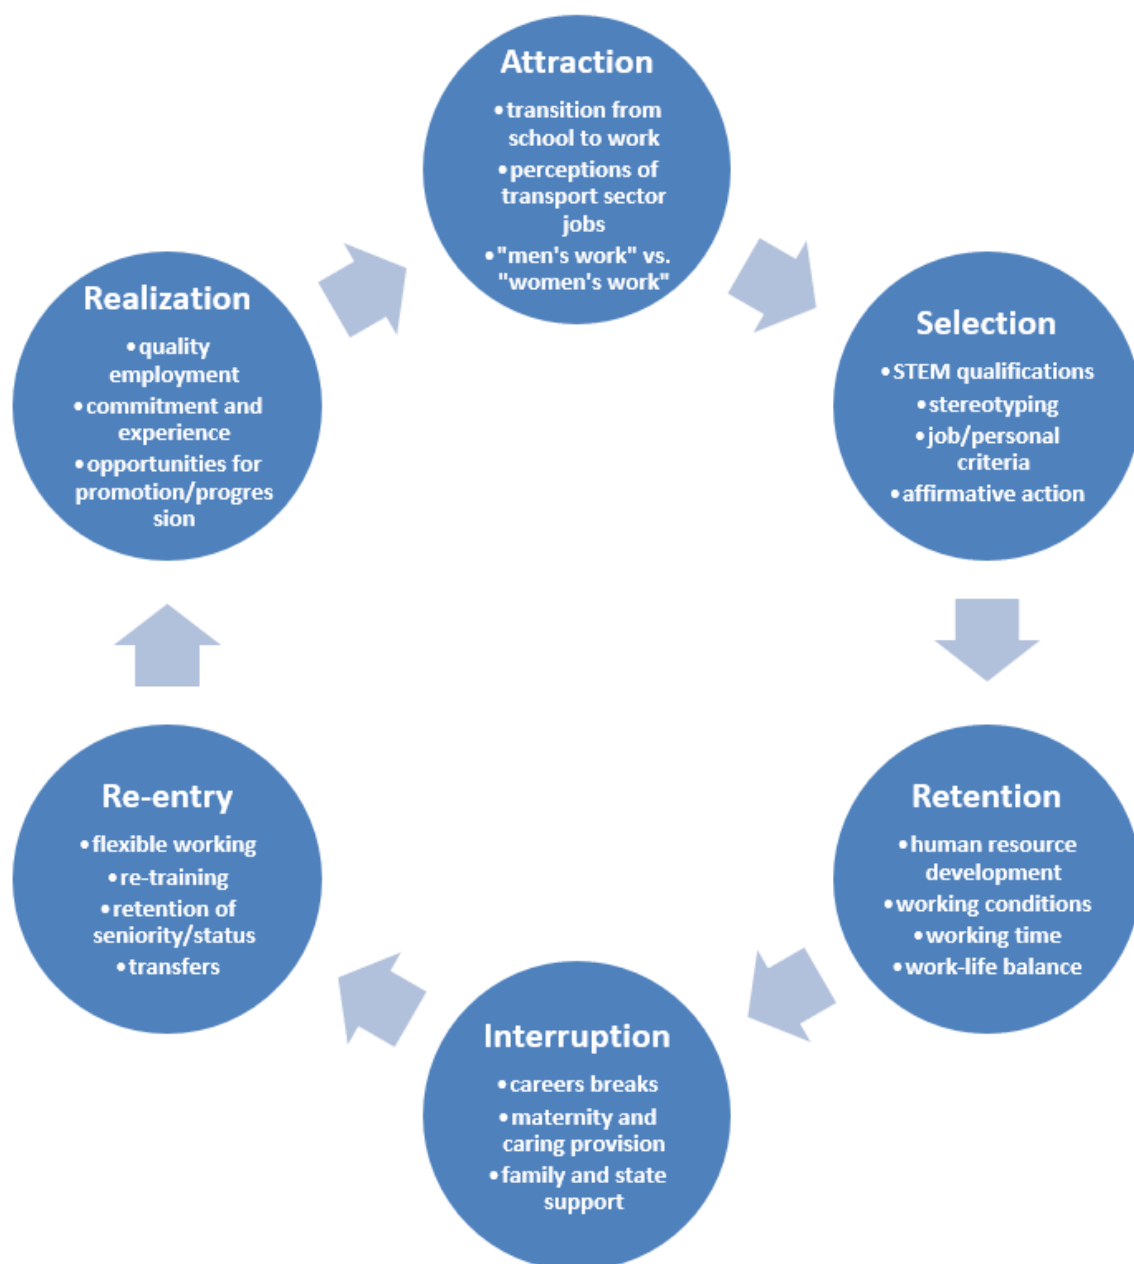 Attraction
•transition from
school to work
•perceptions of
transport sector
jobs
•"men's work" vs.
"women's work"
Selection
•STEM qualifications
•stereotyping
•job/personal
criteria
•affirmative action
Retention
•human resource
development
•working conditions
•working time
•work-life balance
Interruption
•careers breaks
•maternity and
caring provision
•family and state
support
Re-entry
•flexible working
•re-training
•retention of
seniority/status
•transfers
Realization
•quality
employment
•commitment and
experience
•opportunities for
promotion/progres
sion